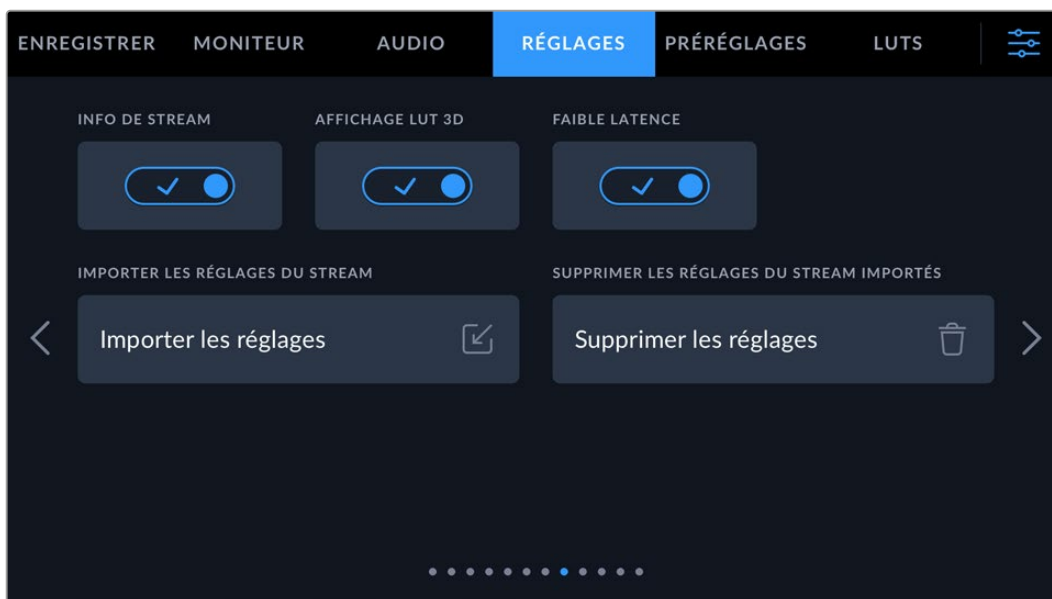 ENREGISTRER MONITEUR AUDIO RÉGLAGES PRÉRÉGLAGES LUTS
INFO DE STREAM AFFICHAGE LUT 3D FAIBLE LATENCE
IMPORTER LES RÉGLAGES DU STREAM SUPPRIMER LES RÉGLAGES DU STREAM IMPORTÉS
Importer les réglages Supprimer les réglages